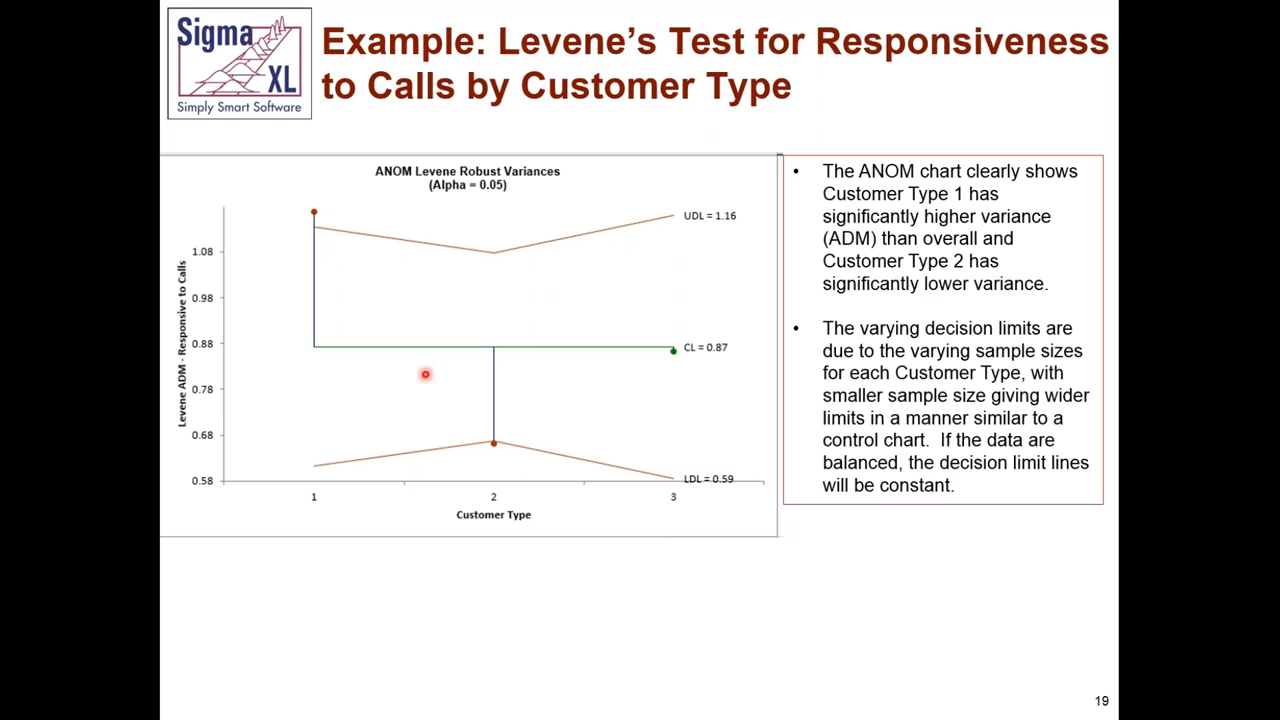 Sigma
XL
Simply Smart Software
Example: Levene's Test for Responsiveness
to Calls by Customer Type
ANOM Levene Robust Variances
(Alpha = 0.05)
Levene ADM - Responsive to Calls
1.08
0.98
0.88
0.78
0.68
0.58
UDL = 1.16
CL = 0.87
LDL = 0.59
1 2 3
Customer Type
• The ANOM chart clearly shows
Customer Type 1 has
significantly higher variance
(ADM) than overall and
Customer Type 2 has
significantly lower variance.
• The varying decision limits are
due to the varying sample sizes
for each Customer Type, with
smaller sample size giving wider
limits in a manner similar to a
control chart. If the data are
balanced, the decision limit lines
will be constant.
19